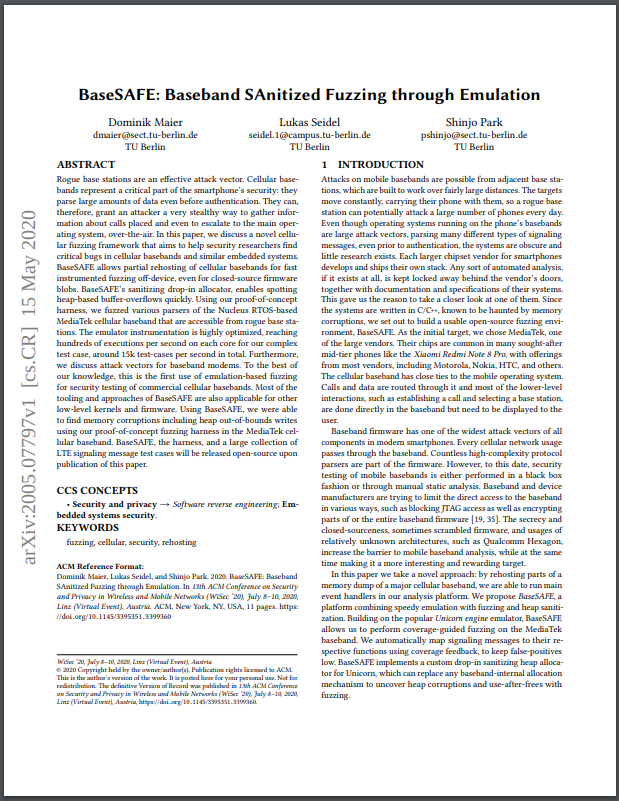 BaseSAFE: Baseband SAnitized Fuzzing through Emulation
Dominik Maier
dmaier@sect.tu-berlin.de
TU Berlin
Lukas Seidel
seidel.1@campus.tu-berlin.de
TU Berlin
Shinjo Park
pshinjo@sect.tu-berlin.de
TU Berlin
arXiv:2005.07797v1 [cs.CR] 15 May 2020
ABSTRACT
Rogue base stations are an effective attack vector. Cellular base-
bands represent a critical part of the smartphone's security: they
parse large amounts of data even before authentication. They can,
therefore, grant an attacker a very stealthy way to gather infor-
mation about calls placed and even to escalate to the main oper-
ating system, over-the-air. In this paper, we discuss a novel cellu-
lar fuzzing framework that aims to help security researchers find
critical bugs in cellular basebands and similar embedded systems.
BaseSAFE allows partial rehosting of cellular basebands for fast
instrumented fuzzing off-device, even for closed-source firmware
blobs. BaseSAFE's sanitizing drop-in allocator, enables spotting
heap-based buffer-overflows quickly. Using our proof-of-concept
harness, we fuzzed various parsers of the Nucleus RTOS-based
MediaTek cellular baseband that are accessible from rogue base sta-
tions. The emulator instrumentation is highly optimized, reaching
hundreds of executions per second on each core for our complex
test case, around 15k test-cases per second in total. Furthermore,
we discuss attack vectors for baseband modems. To the best of
our knowledge, this is the first use of emulation-based fuzzing
for security testing of commercial cellular basebands. Most of the
tooling and approaches of BaseSAFE are also applicable for other
low-level kernels and firmware. Using BaseSAFE, we were able
to find memory corruptions including heap out-of-bounds writes
using our proof-of-concept fuzzing harness in the MediaTek cel-
lular baseband. BaseSAFE, the harness, and a large collection of
LTE signaling message test cases will be released open-source upon
publication of this paper.
CCS CONCEPTS
• Security and privacy → Software reverse engineering; Em-
bedded systems security.
KEYWORDS
fuzzing, cellular, security, rehosting
ACM Reference Format:
Dominik Maier, Lukas Seidel, and Shinjo Park. 2020. BaseSAFE: Baseband
SAnitized Fuzzing through Emulation. In 13th ACM Conference on Security
and Privacy in Wireless and Mobile Networks (WiSec '20), July 8–10, 2020,
Linz (Virtual Event), Austria. ACM, New York, NY, USA, 11 pages. https:
//doi.org/10.1145/3395351.3399360
WiSec '20, July 8–10, 2020, Linz (Virtual Event), Austria
© 2020 Copyright held by the owner/author(s). Publication rights licensed to ACM.
This is the author's version of the work. It is posted here for your personal use. Not for
redistribution. The definitive Version of Record was published in 13th ACM Conference
on Security and Privacy in Wireless and Mobile Networks (WiSec '20), July 8–10, 2020,
Linz (Virtual Event), Austria, https://doi.org/10.1145/3395351.3399360.
1 INTRODUCTION
Attacks on mobile basebands are possible from adjacent base sta-
tions, which are built to work over fairly large distances. The targets
move constantly, carrying their phone with them, so a rogue base
station can potentially attack a large number of phones every day.
Even though operating systems running on the phone's basebands
are large attack vectors, parsing many different types of signaling
messages, even prior to authentication, the systems are obscure and
little research exists. Each larger chipset vendor for smartphones
develops and ships their own stack. Any sort of automated analysis,
if it exists at all, is kept locked away behind the vendor's doors,
together with documentation and specifications of their systems.
This gave us the reason to take a closer look at one of them. Since
the systems are written in C/C++, known to be haunted by memory
corruptions, we set out to build a usable open-source fuzzing envi-
ronment, BaseSAFE. As the initial target, we chose MediaTek, one
of the large vendors. Their chips are common in many sought-after
mid-tier phones like the Xiaomi Redmi Note 8 Pro, with offerings
from most vendors, including Motorola, Nokia, HTC, and others.
The cellular baseband has close ties to the mobile operating system.
Calls and data are routed through it and most of the lower-level
interactions, such as establishing a call and selecting a base station,
are done directly in the baseband but need to be displayed to the
user.
Baseband firmware has one of the widest attack vectors of all
components in modern smartphones. Every cellular network usage
passes through the baseband. Countless high-complexity protocol
parsers are part of the firmware. However, to this date, security
testing of mobile basebands is either performed in a black box
fashion or through manual static analysis. Baseband and device
manufacturers are trying to limit the direct access to the baseband
in various ways, such as blocking JTAG access as well as encrypting
parts of or the entire baseband firmware [19, 35]. The secrecy and
closed-sourceness, sometimes scrambled firmware, and usages of
relatively unknown architectures, such as Qualcomm Hexagon,
increase the barrier to mobile baseband analysis, while at the same
time making it a more interesting and rewarding target.
In this paper we take a novel approach: by rehosting parts of a
memory dump of a major cellular baseband, we are able to run main
event handlers in our analysis platform. We propose BaseSAFE, a
platform combining speedy emulation with fuzzing and heap saniti-
zation. Building on the popular Unicorn engine emulator, BaseSAFE
allows us to perform coverage-guided fuzzing on the MediaTek
baseband. We automatically map signaling messages to their re-
spective functions using coverage feedback, to keep false-positives
low. BaseSAFE implements a custom drop-in sanitizing heap alloca-
tor for Unicorn, which can replace any baseband-internal allocation
mechanism to uncover heap corruptions and use-after-frees with
fuzzing.